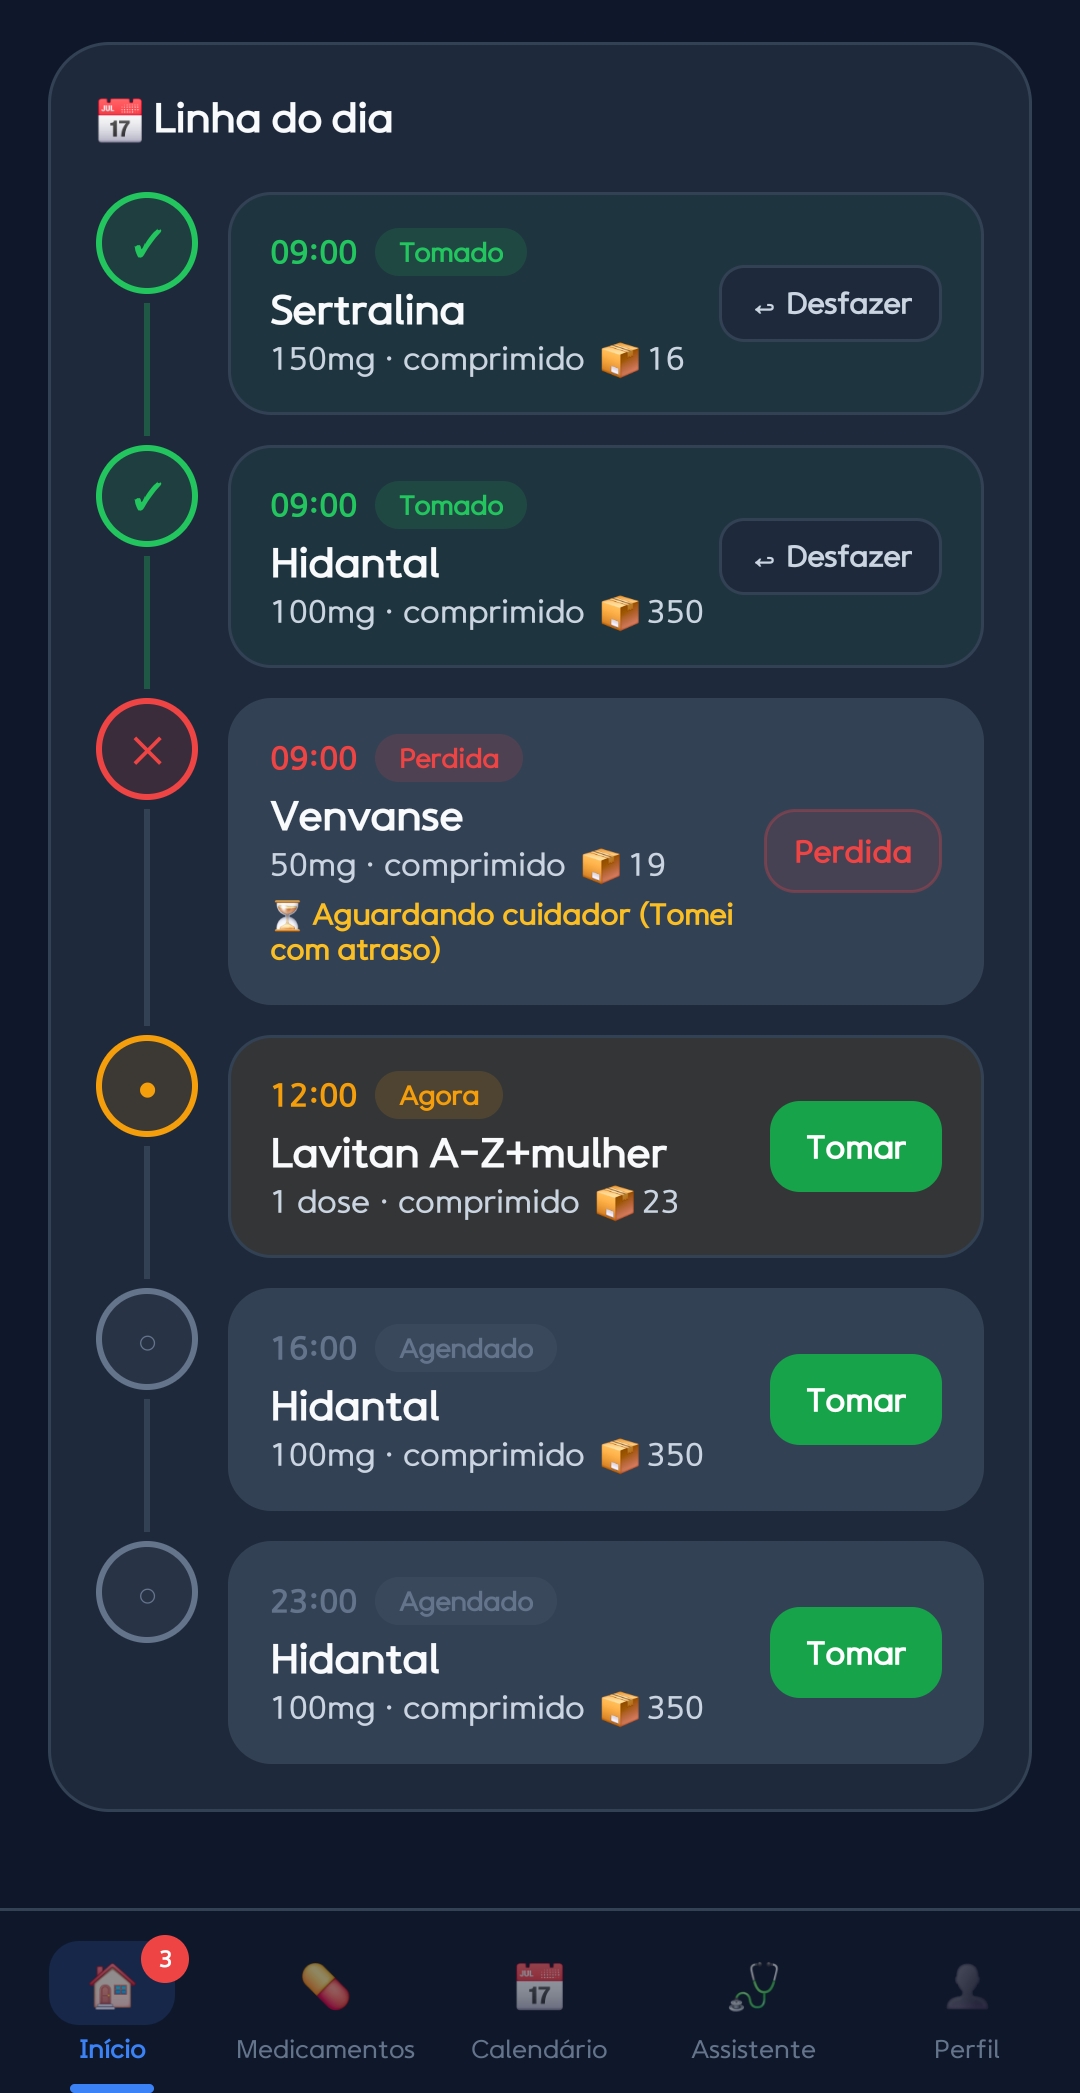 Linha do dia
09:00 Tomado
Sertralina
150mg · comprimido 📦 16
↩ Desfazer
09:00 Tomado
Hidantal
100mg · comprimido 📦 350
↩ Desfazer
09:00 Perdida
Venvanse
50mg · comprimido 📦 19
⏳ Aguardando cuidador (Tomei
com atraso)
Perdida
12:00 Agora
Lavitan A-Z+mulher
1 dose · comprimido 📦 23
Tomar
16:00 Agendado
Hidantal
100mg · comprimido 📦 350
Tomar
23:00 Agendado
Hidantal
100mg · comprimido 📦 350
Tomar
3
Início
Medicamentos
Calendário
Assistente
Perfil